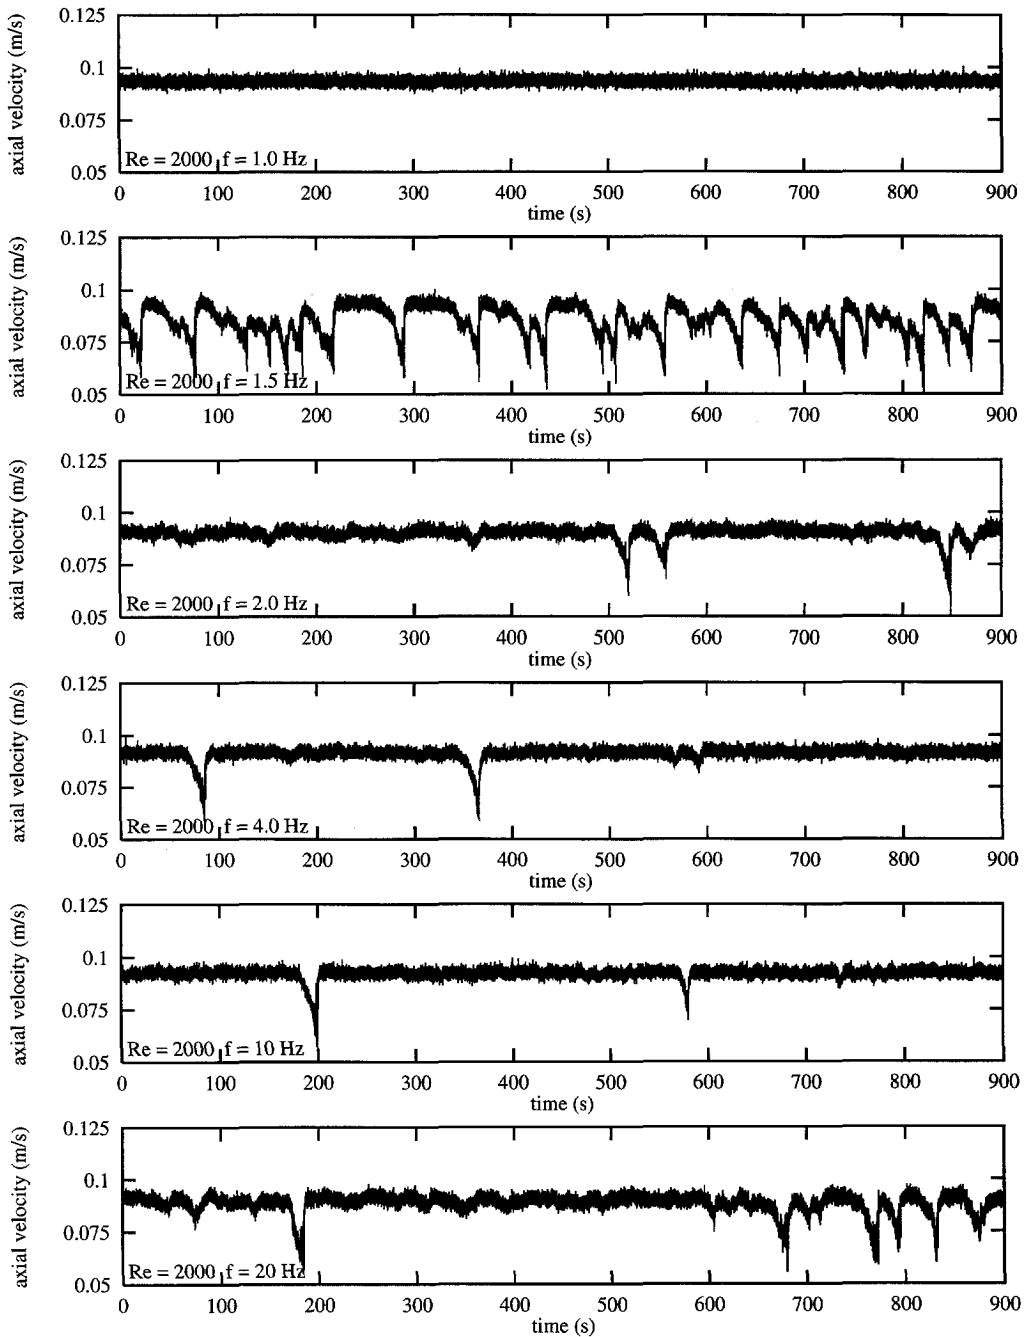 0.125
0.1
0.075
0.05
axial velocity (m/s)
Re = 2000 f = 1.0 Hz
0 100 200 300 400 500 600 700 800 900
time (s)
0.125
0.1
0.075
0.05
axial velocity (m/s)
Re = 2000 f = 1.5 Hz
0 100 200 300 400 500 600 700 800 900
time (s)
0.125
0.1
0.075
0.05
axial velocity (m/s)
Re = 2000 f = 2.0 Hz
0 100 200 300 400 500 600 700 800 900
time (s)
0.125
0.1
0.075
0.05
axial velocity (m/s)
Re = 2000 f = 4.0 Hz
0 100 200 300 400 500 600 700 800 900
time (s)
0.125
0.1
0.075
0.05
axial velocity (m/s)
Re = 2000 f = 10 Hz
0 100 200 300 400 500 600 700 800 900
time (s)
0.125
0.1
0.075
0.05
axial velocity (m/s)
Re = 2000 f = 20 Hz
0 100 200 300 400 500 600 700 800 900
time (s)